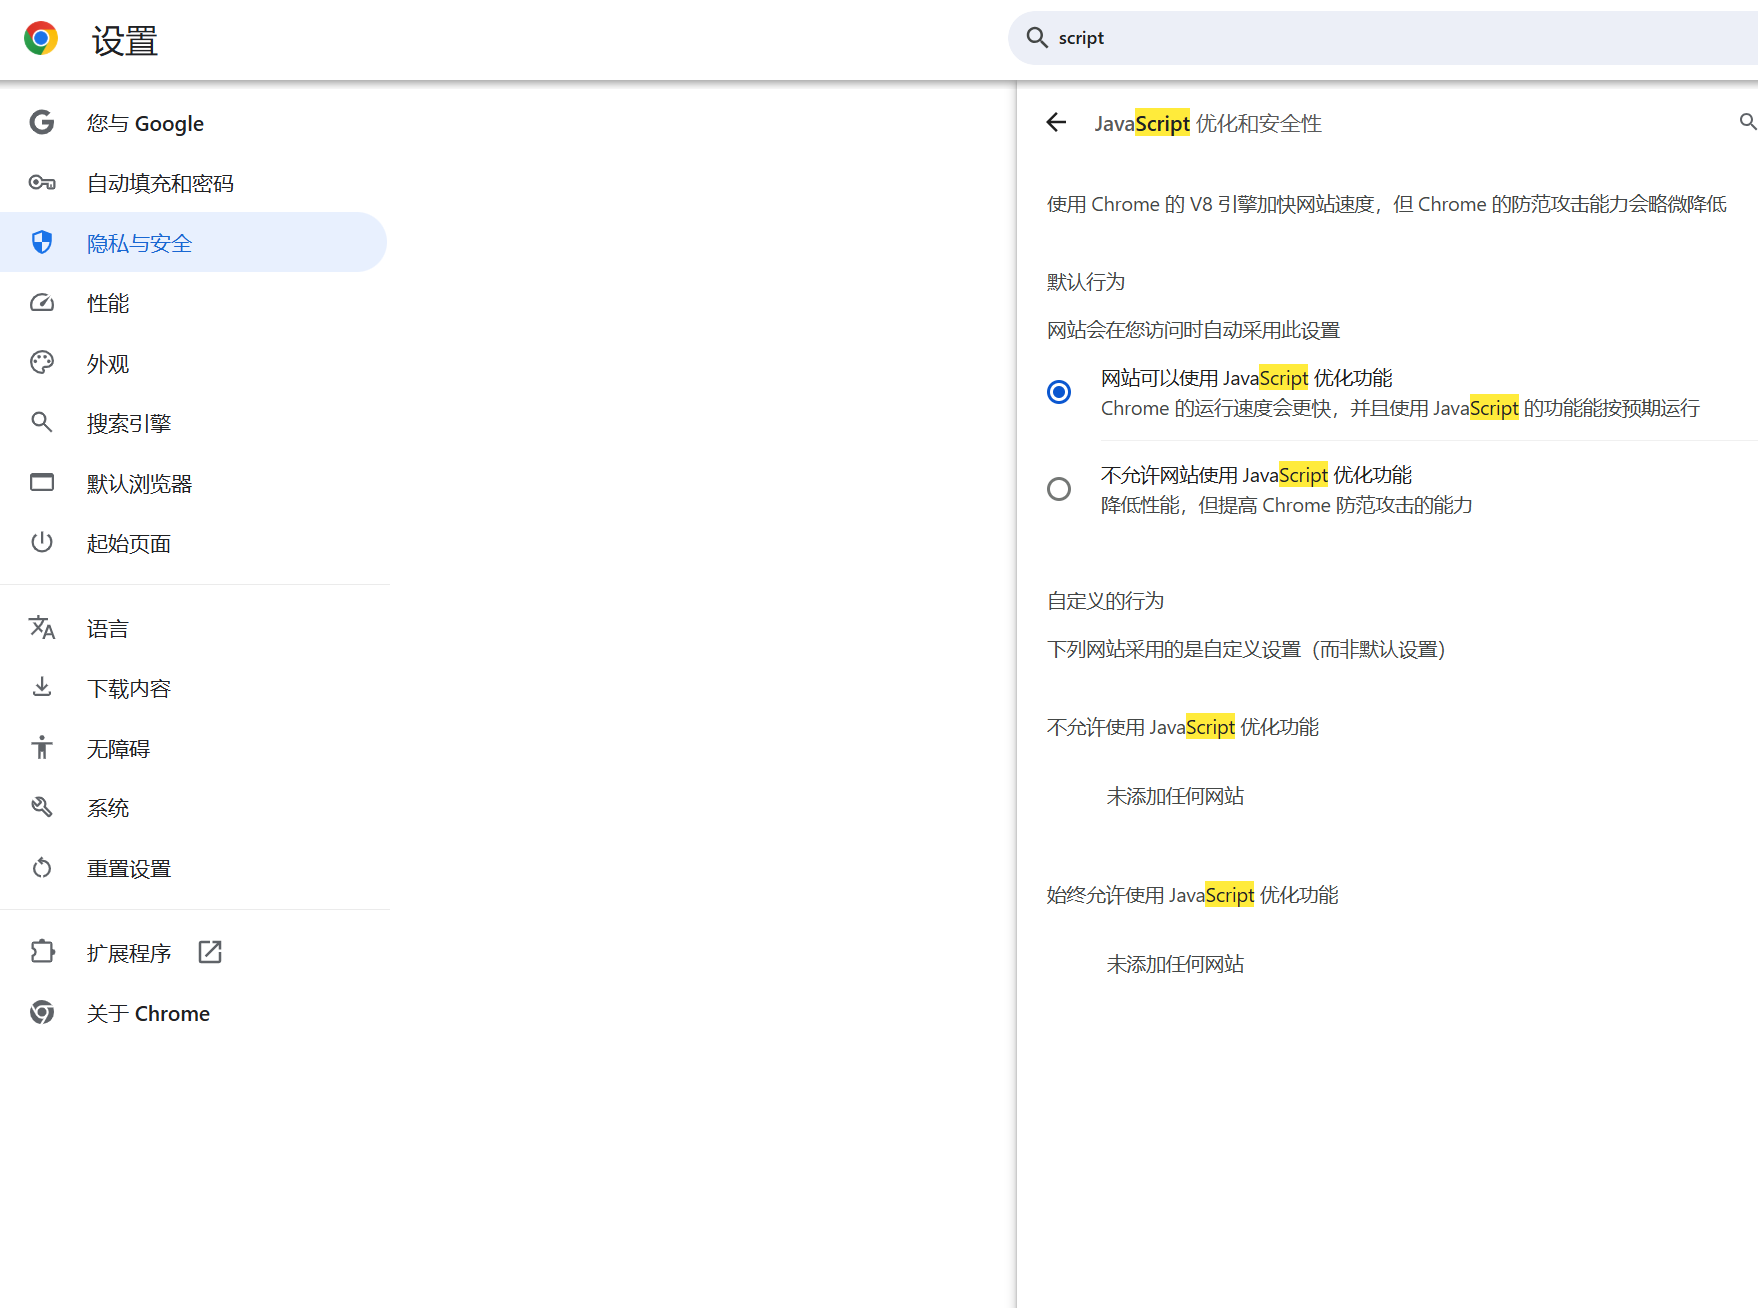 设置
script
您与 Google
自动填充和密码
隐私与安全
性能
外观
搜索引擎
默认浏览器
起始页面
语言
下载内容
无障碍
系统
重置设置
扩展程序
关于 Chrome
JavaScript 优化和安全性
使用 Chrome 的 V8 引擎加快网站速度，但 Chrome 的防范攻击能力会略微降低
默认行为
网站会在您访问时自动采用此设置
网站可以使用 JavaScript 优化功能
Chrome 的运行速度会更快，并且使用 JavaScript 的功能能按预期运行
不允许网站使用 JavaScript 优化功能
降低性能，但提高 Chrome 防范攻击的能力
自定义的行为
下列网站采用的是自定义设置（而非默认设置）
不允许使用 JavaScript 优化功能
未添加任何网站
始终允许使用 JavaScript 优化功能
未添加任何网站